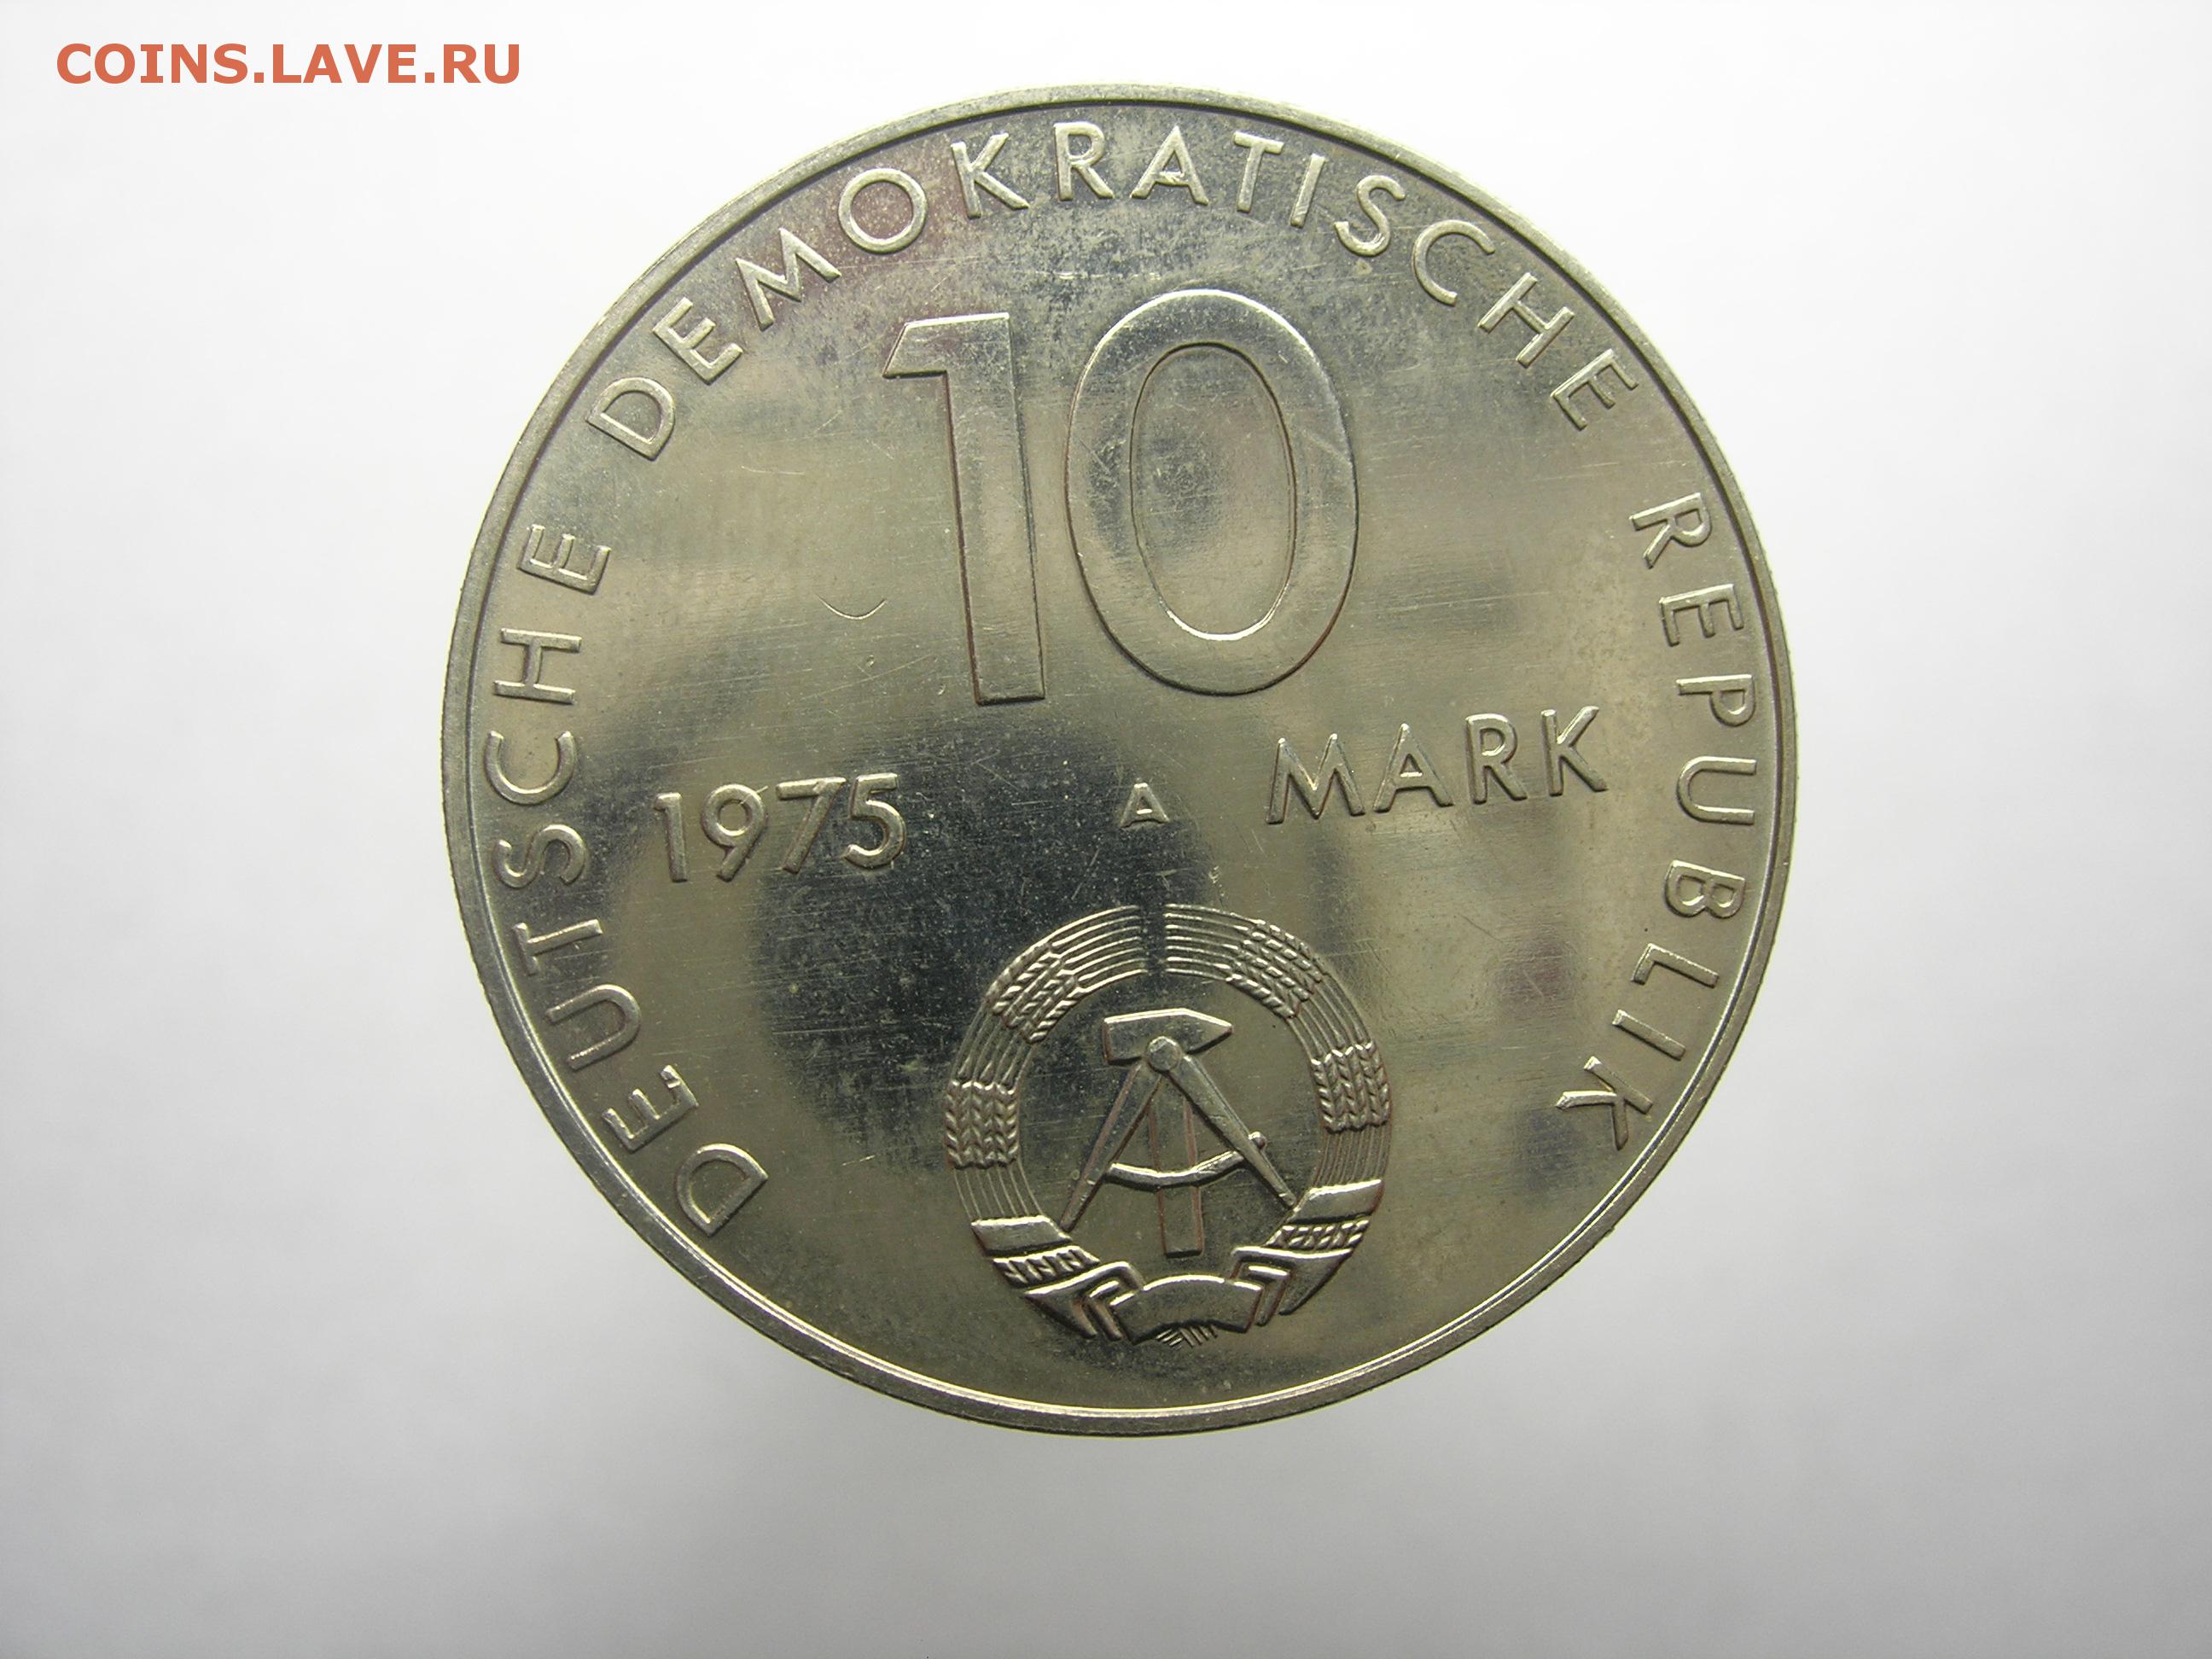 COINS.LAVE.RU
DEUTSCHE DEMOKRATISCHE REPUBLIK
10
1975 A MARK